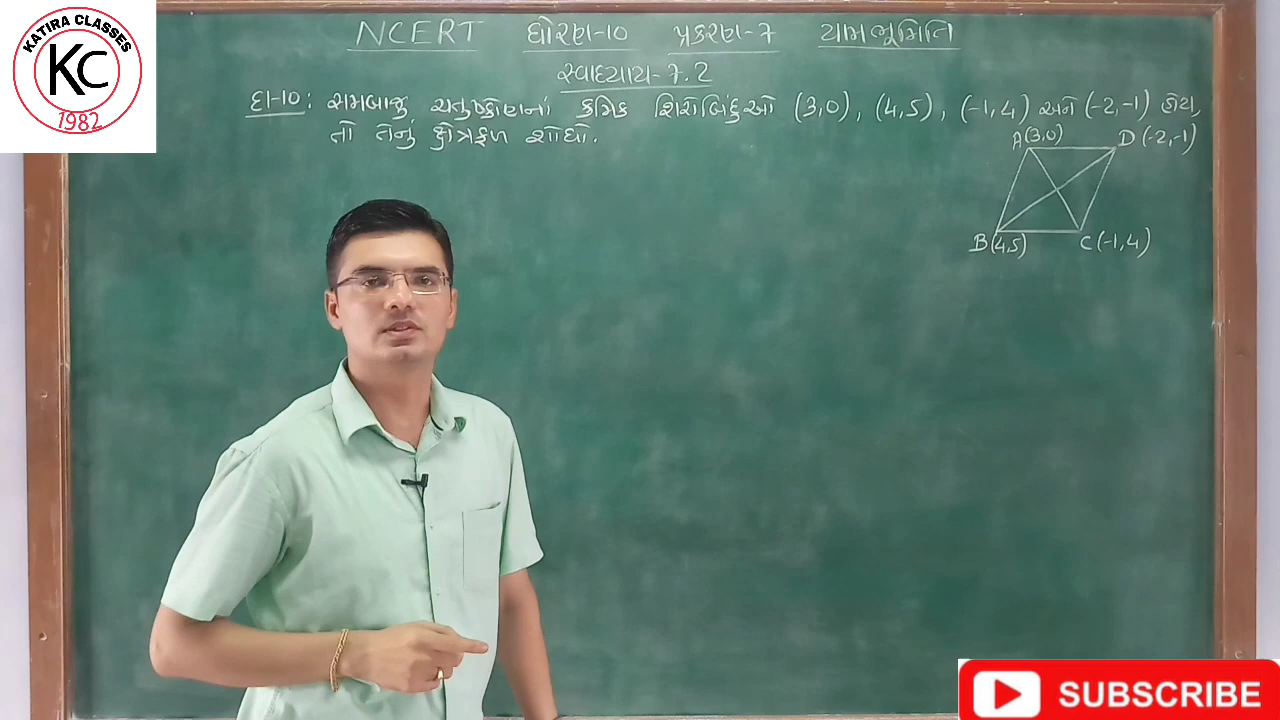 KATIRA CLASSES
KC
1982
NCERT ધોરણ-10 પ્રકરણ-7 યામભૂમિતિ
સ્વાધ્યાય-7.2
દા-10: સમબાજુ ચતુષ્કોણનાં ક્રમિક શિરોબિંદુઓ (3,0), (4,5), (-1,4) અને (-2,-1) હોય,
તો તેનું ક્ષેત્રફળ શોધો.
A(3,0) D(-2,-1)
B(4,5) C(-1,4)
SUBSCRIBE